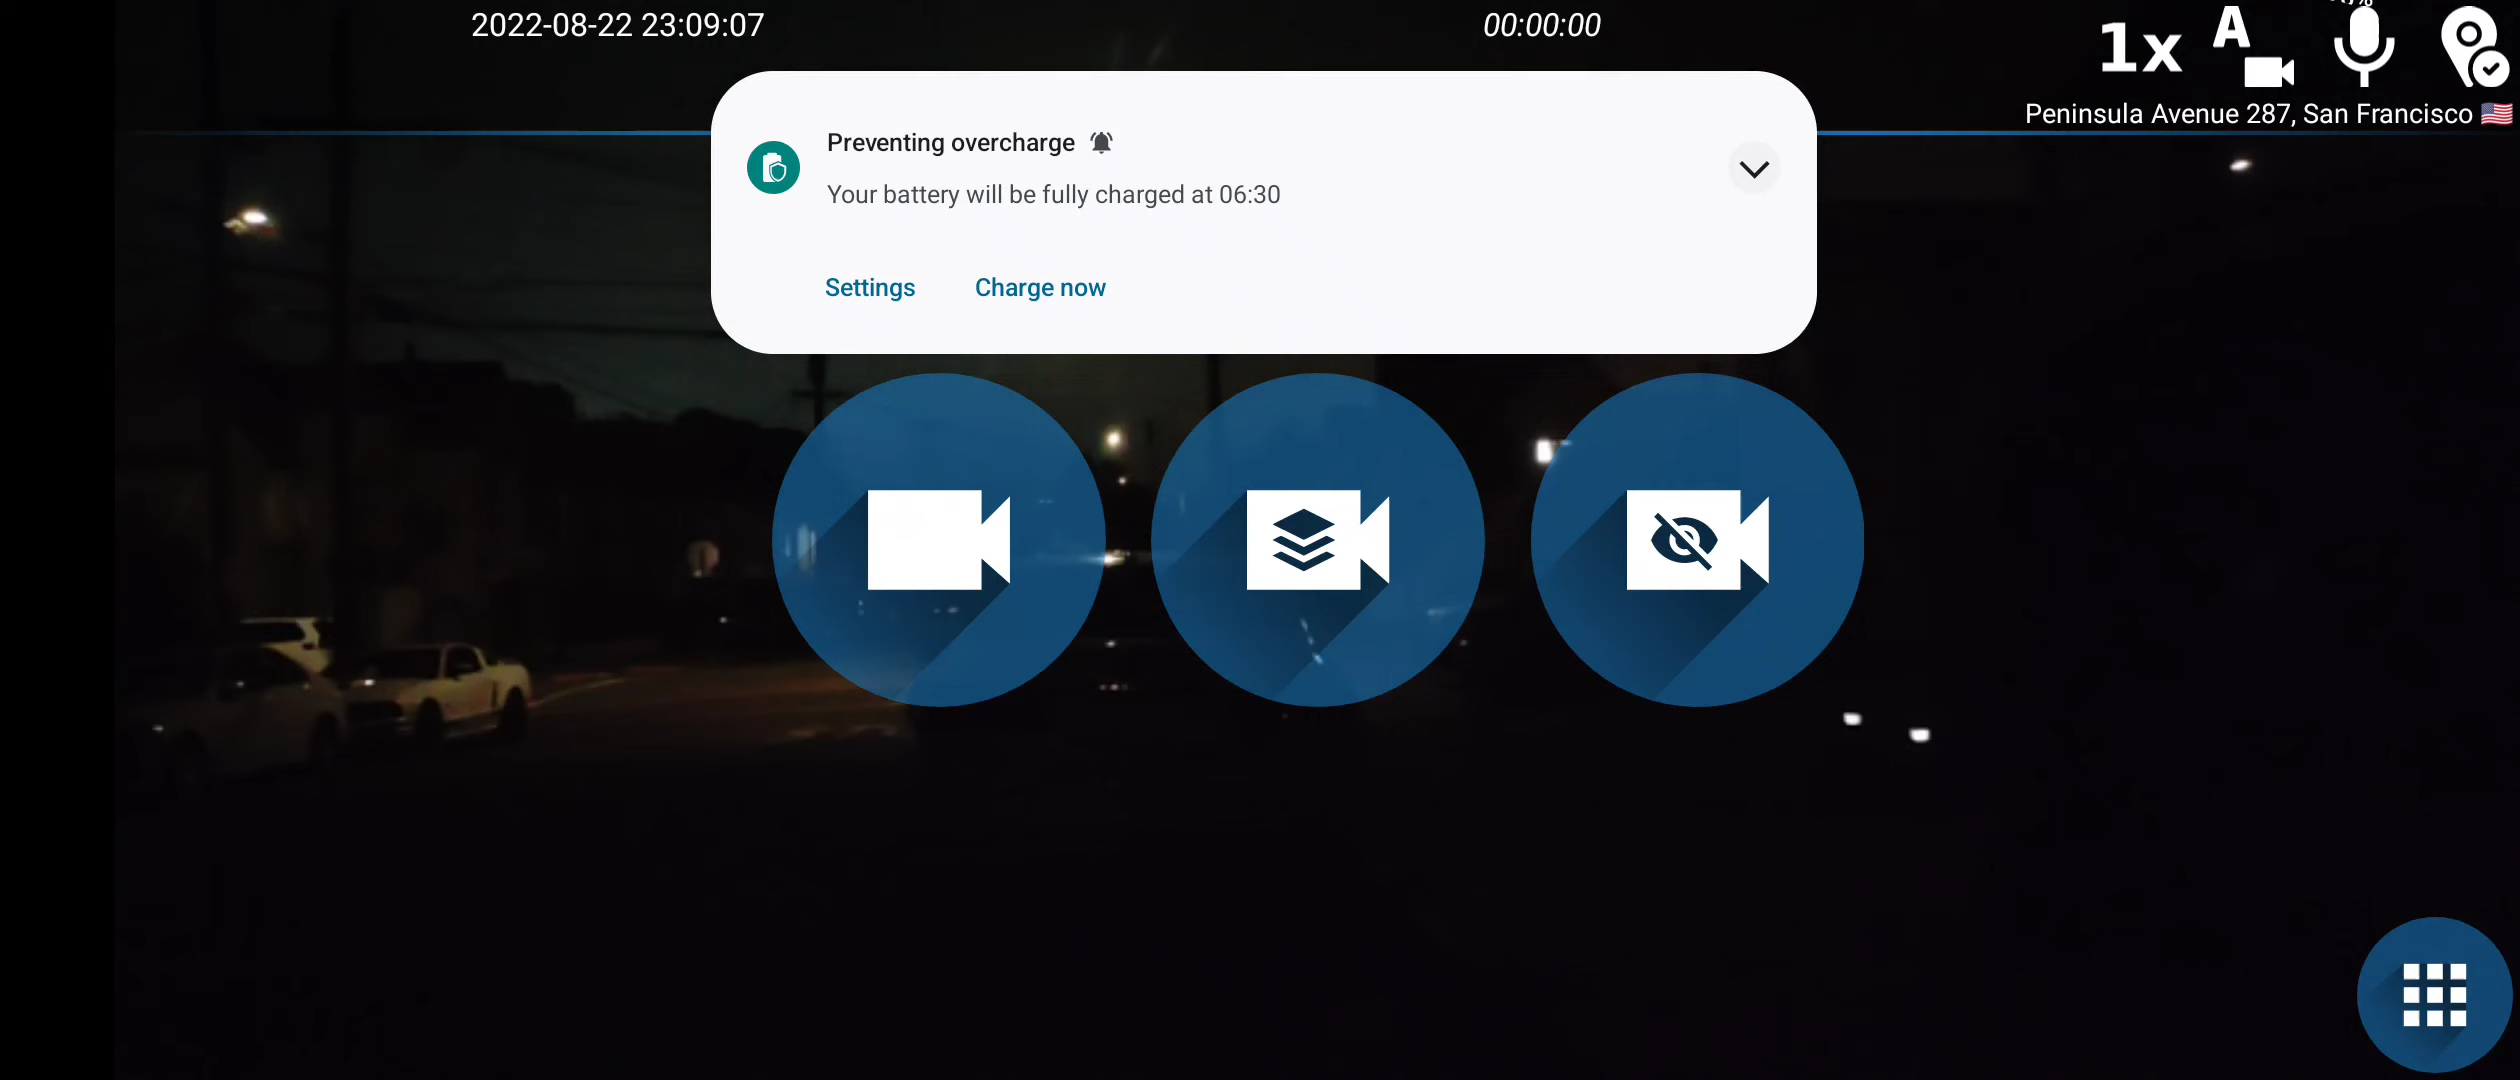 2022-08-22 23:09:07
00:00:00
1x
A
Peninsula Avenue 287, San Francisco 🇺🇸
Preventing overcharge
Your battery will be fully charged at 06:30
Settings
Charge now